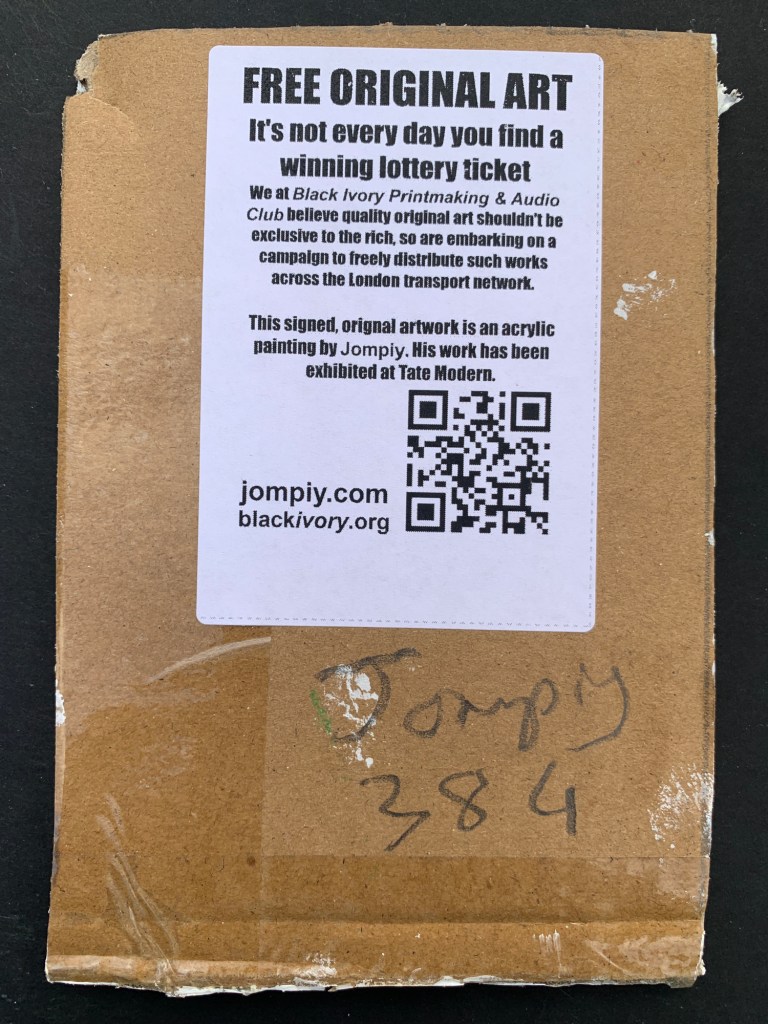 FREE ORIGINAL ART
It's not every day you find a
winning lottery ticket
We at Black Ivory Printmaking & Audio
Club believe quality original art shouldn't be
exclusive to the rich, so are embarking on a
campaign to freely distribute such works
across the London transport network.
This signed, orignal artwork is an acrylic
painting by Jompiy. His work has been
exhibited at Tate Modern.
jompiy.com
blackivory.org
Jompiy
384